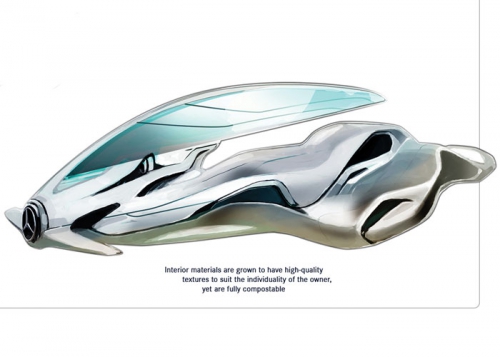 Interior materials are grown to have high-quality
textures to suit the individuality of the owner,
yet are fully compostable